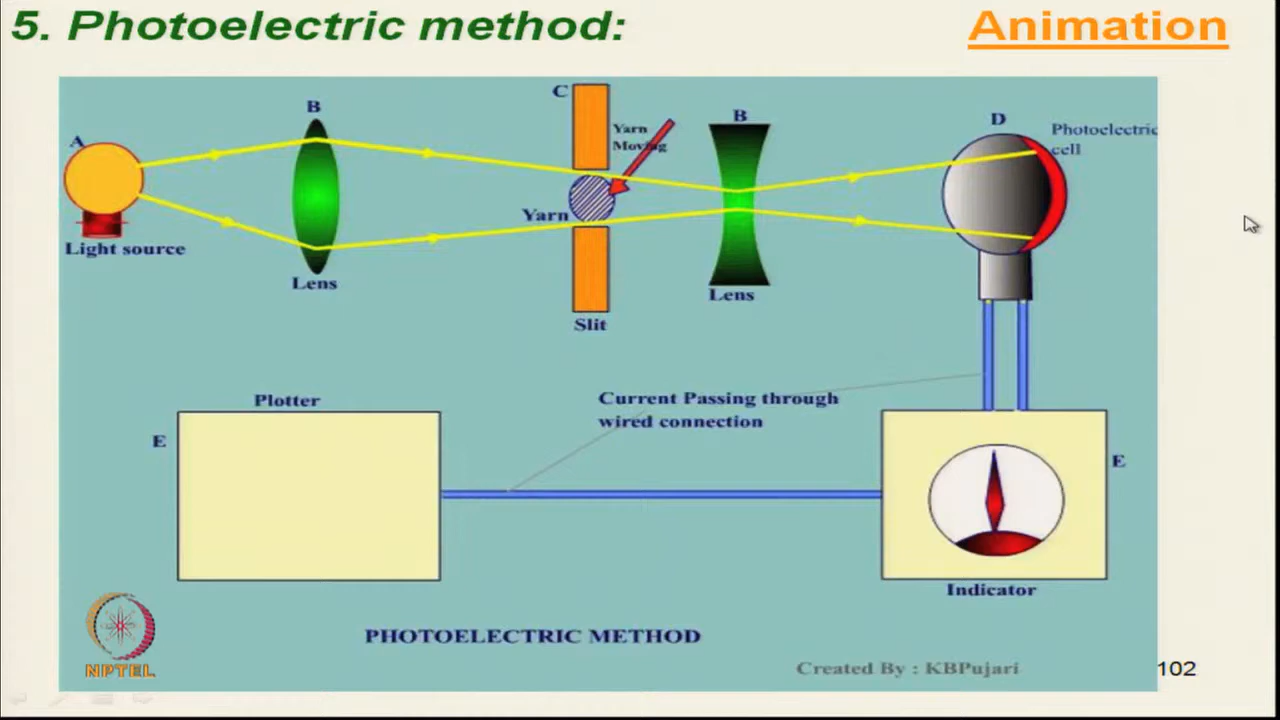 5. Photoelectric method:
Animation
A
B
C
Yarn
Moving
B
D
Photoelectric
cell
Yarn
Light source
Lens
Lens
Slit
Plotter
Current Passing through
wired connection
E
E
Indicator
PHOTOELECTRIC METHOD
NPTEL
Created By : KBPujari
102